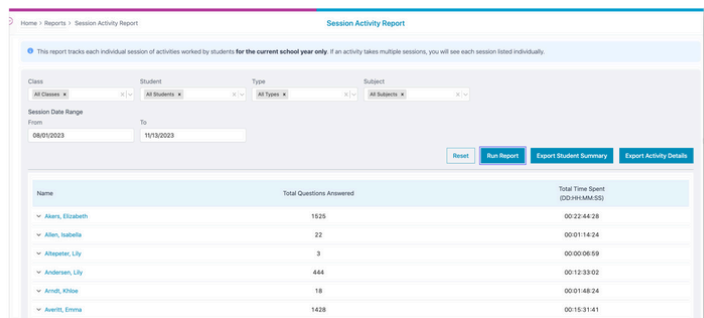 Home > Reports > Session Activity Report
Session Activity Report
This report tracks each individual session of activities worked by students for the current school year only. If an activity takes multiple sessions, you will see each session listed individually.
Class Student Type Subject
All Classes × All Students × All Types × All Subjects ×
Session Date Range
From To
08/01/2023 11/13/2023
Reset Run Report Export Student Summary Export Activity Details
Name Total Questions Answered Total Time Spent
(DD:HH:MM:SS)
Akers, Elizabeth 1525 00:22:44:28
Allen, Isabella 22 00:01:14:24
Altepeter, Lily 3 00:00:06:59
Andersen, Lily 444 00:12:33:02
Arndt, Khloe 18 00:01:48:24
Averitt, Emma 1428 00:15:31:41